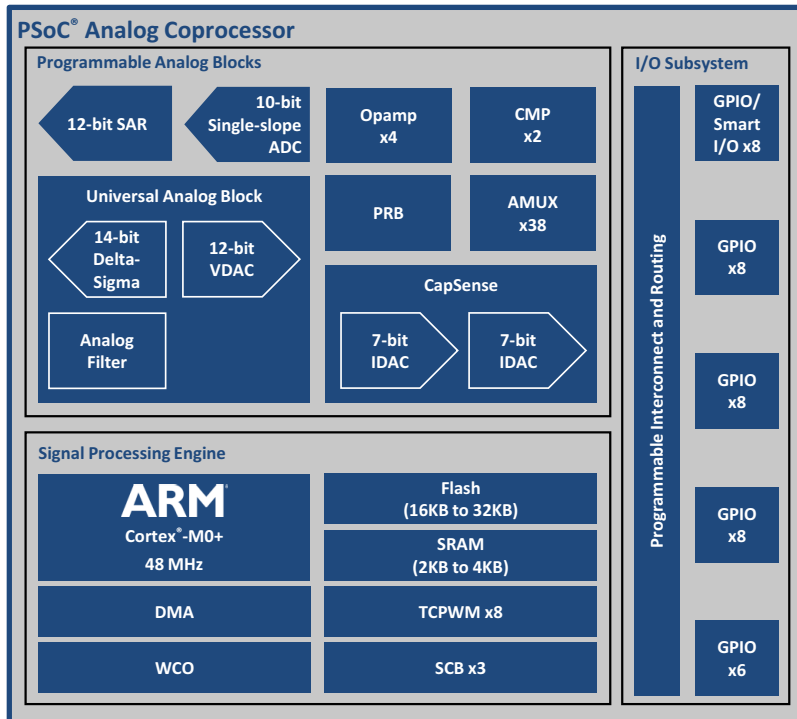 PSoC® Analog Coprocessor
Programmable Analog Blocks
12-bit SAR
10-bit
Single-slope
ADC
Opamp
x4
CMP
x2
Universal Analog Block
14-bit
Delta-
Sigma
12-bit
VDAC
Analog
Filter
PRB
AMUX
x38
CapSense
7-bit
IDAC
7-bit
IDAC
Signal Processing Engine
ARM®
Cortex®-M0+
48 MHz
DMA
WCO
Flash
(16KB to 32KB)
SRAM
(2KB to 4KB)
TCPWM x8
SCB x3
I/O Subsystem
Programmable Interconnect and Routing
GPIO/
Smart
I/O x8
GPIO
x8
GPIO
x8
GPIO
x8
GPIO
x6